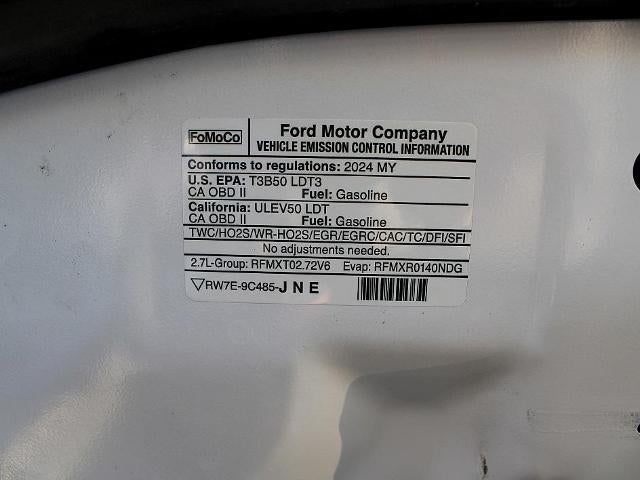 FoMoCo
Ford Motor Company
VEHICLE EMISSION CONTROL INFORMATION
Conforms to regulations: 2024 MY
U.S. EPA: T3B50 LDT3
CA OBD II Fuel: Gasoline
California: ULEV50 LDT
CA OBD II Fuel: Gasoline
TWC/HO2S/WR-HO2S/EGR/EGRC/CAC/TC/DFI/SFI
No adjustments needed.
2.7L-Group: RFMXT02.72V6 Evap: RFMXR0140NDG
RW7E-9C485-JNE